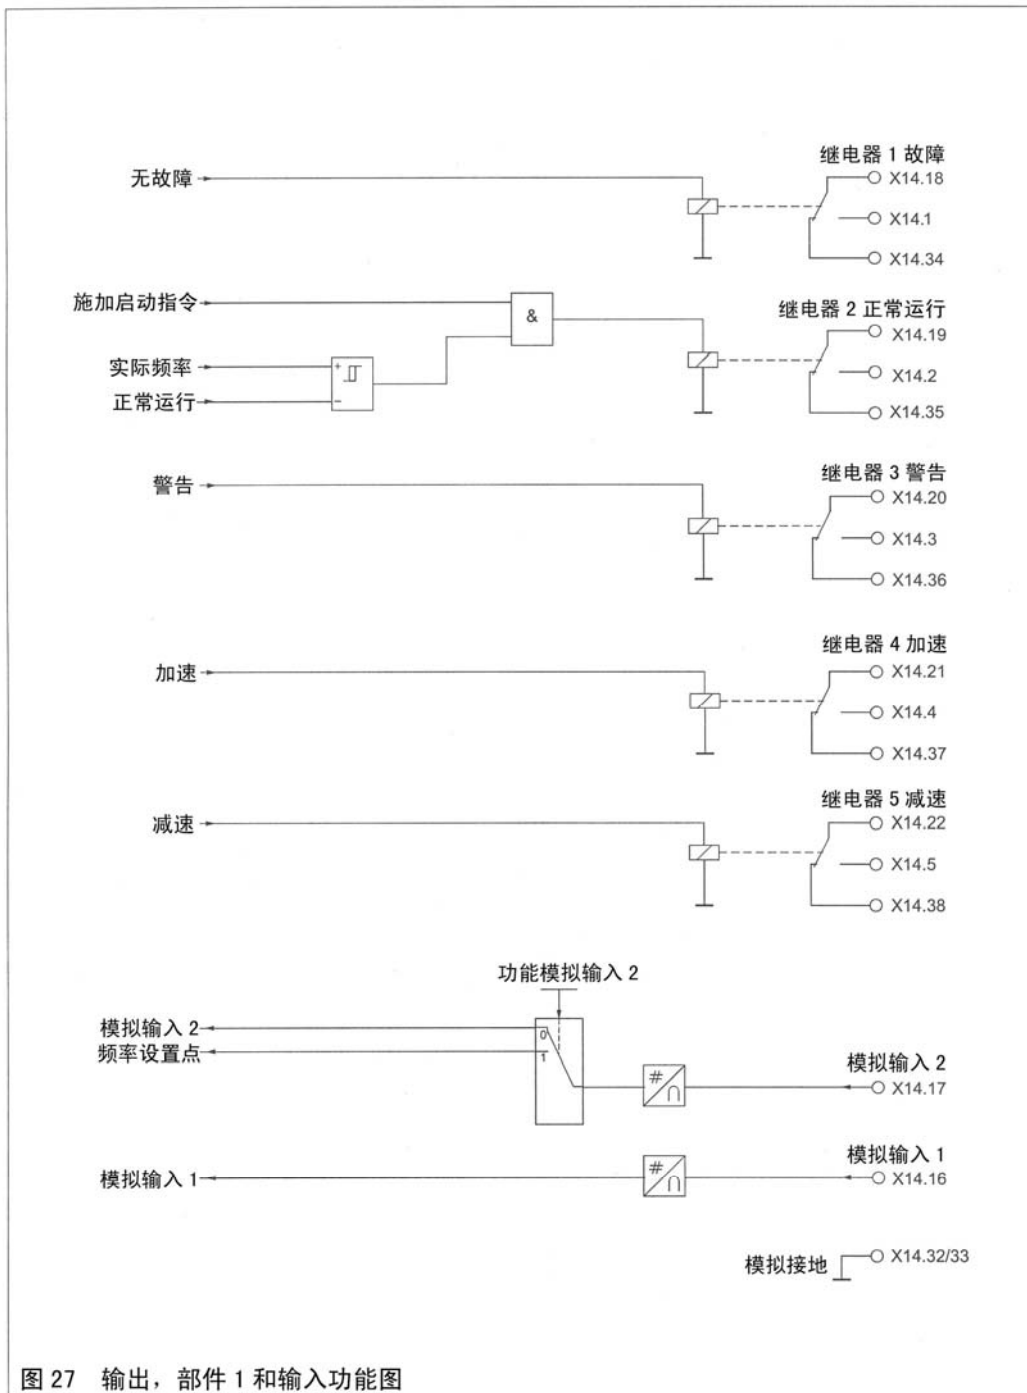 继电器 1 故障
无故障
X14.18
X14.1
X14.34
施加启动指令
&
继电器 2 正常运行
X14.19
实际频率
+
X14.2
正常运行
-
X14.35
继电器 3 警告
警告
X14.20
X14.3
X14.36
继电器 4 加速
加速
X14.21
X14.4
X14.37
继电器 5 减速
减速
X14.22
X14.5
X14.38
功能模拟输入 2
模拟输入 2
0
频率设置点
1
模拟输入 2
#
∩
X14.17
模拟输入 1
模拟输入 1
#
∩
X14.16
模拟接地
X14.32/33
图 27 输出，部件 1 和输入功能图